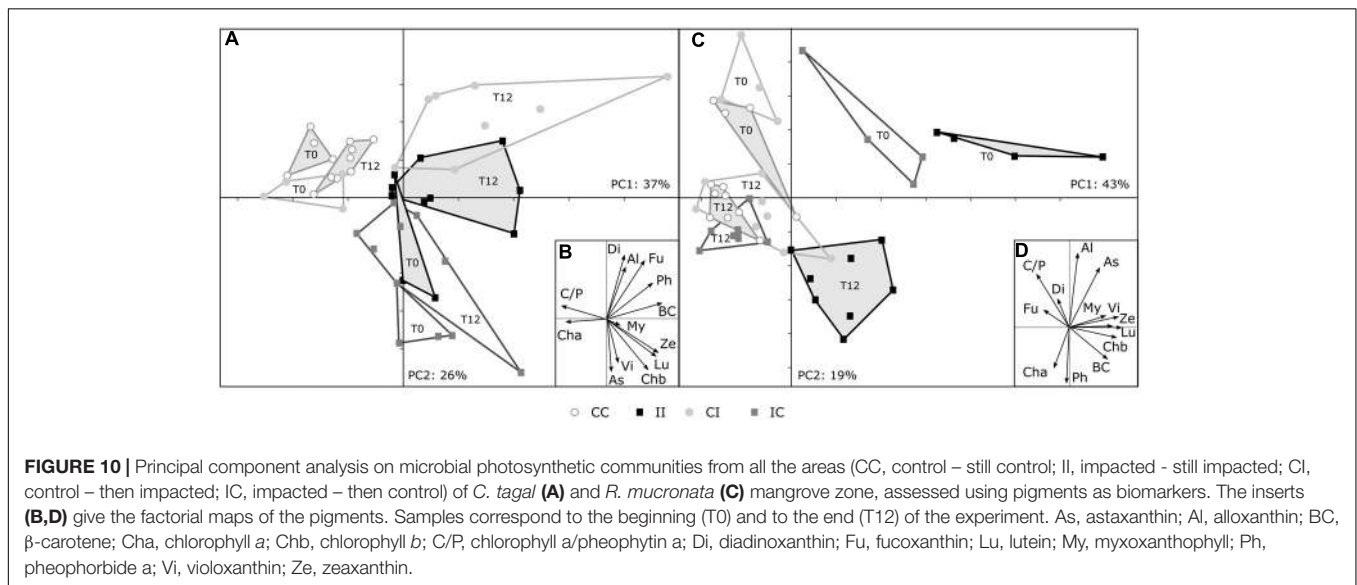 A
C
T12
T0
T12
T0
T12
T0
T12
T0
PC1: 37%
PC2: 26%
B
Di
Al
Fu
Ph
BC
C/P
Cha
My
Ze
Lu
Chb
Vi
As
T0
T0
T0
T0
T12
T12
T12
T12
PC1: 43%
PC2: 19%
D
Al
As
C/P
Di
Fu
My
Vi
Ze
Lu
Chb
BC
Cha
Ph
CC II CI IC
FIGURE 10 | Principal component analysis on microbial photosynthetic communities from all the areas (CC, control – still control; II, impacted - still impacted; CI,
control – then impacted; IC, impacted – then control) of C. tagal (A) and R. mucronata (C) mangrove zone, assessed using pigments as biomarkers. The inserts
(B,D) give the factorial maps of the pigments. Samples correspond to the beginning (T0) and to the end (T12) of the experiment. As, astaxanthin; Al, alloxanthin; BC,
β-carotene; Cha, chlorophyll a; Chb, chlorophyll b; C/P, chlorophyll a/pheophytin a; Di, diadinoxanthin; Fu, fucoxanthin; Lu, lutein; My, myxoxanthophyll; Ph,
pheophorbide a; Vi, violoxanthin; Ze, zeaxanthin.